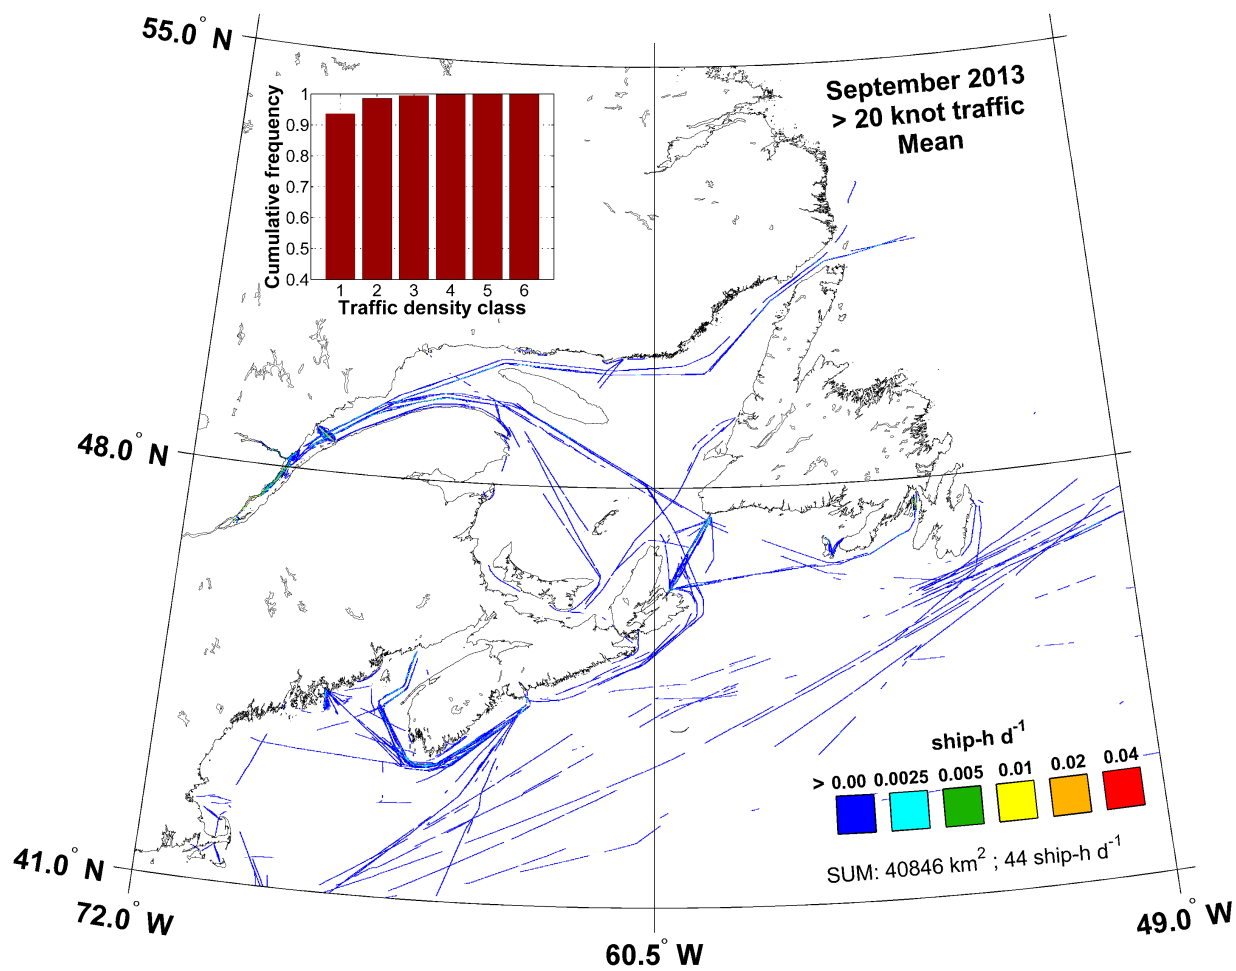 55.0° N
September 2013
> 20 knot traffic
Mean
Cumulative frequency
1
0.9
0.8
0.7
0.6
0.5
0.4
1 2 3 4 5 6
Traffic density class
48.0° N
ship-h d⁻¹
> 0.00 0.0025 0.005 0.01 0.02 0.04
SUM: 40846 km² ; 44 ship-h d⁻¹
41.0° N
72.0° W
60.5° W
49.0° W